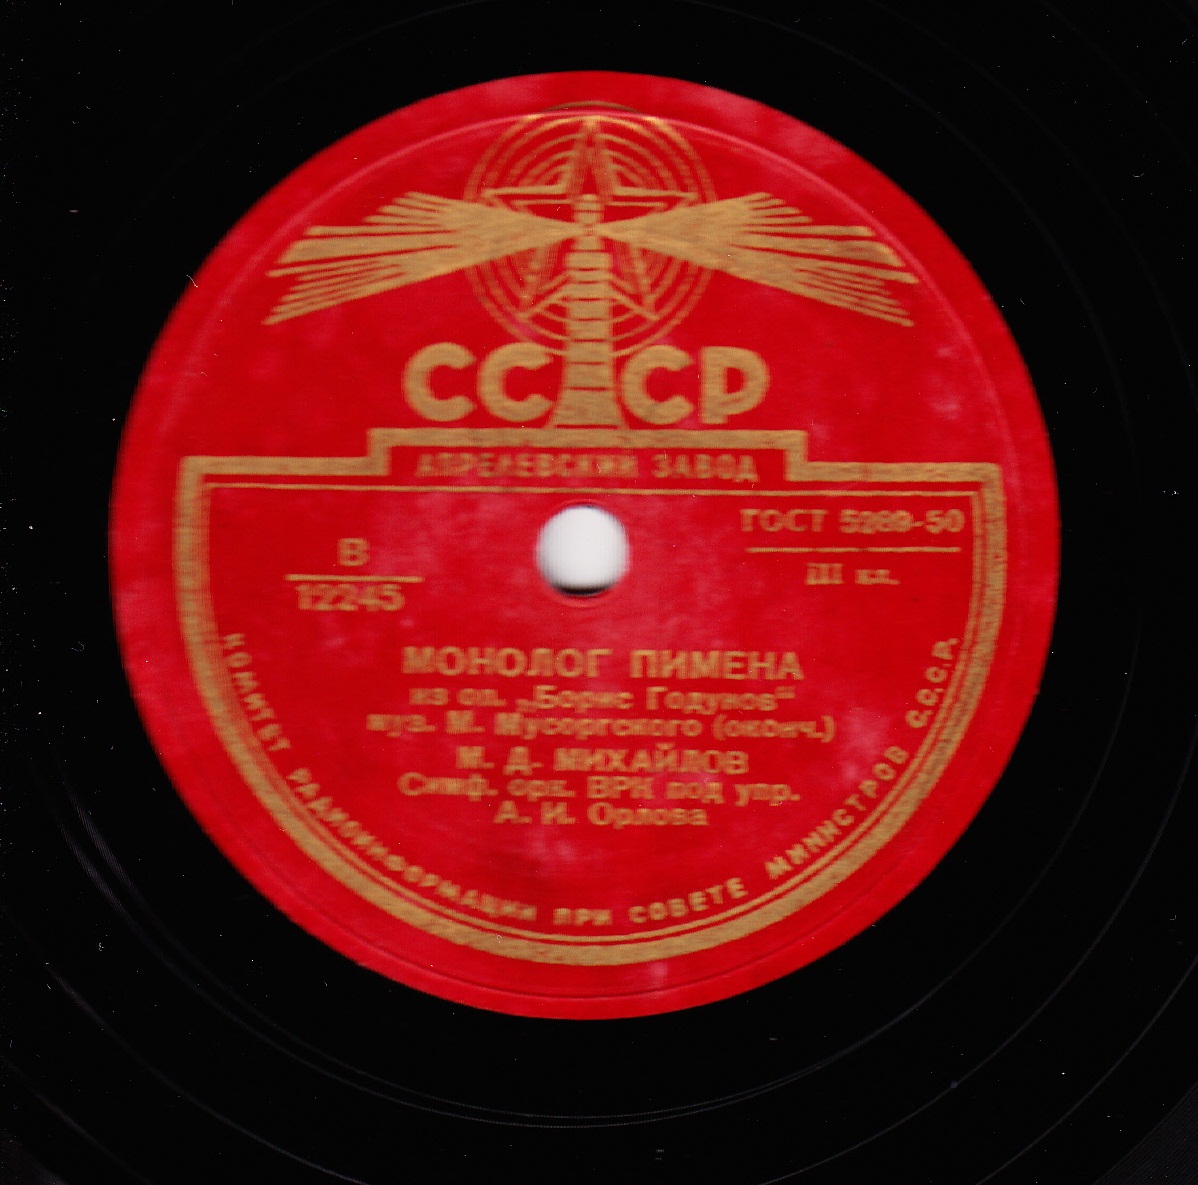 СССР
АПРЕЛЕВСКИЙ ЗАВОД
ГОСТ 5289-50
III кл.
В
12245
МОНОЛОГ ПИМЕНА
из оп. „Борис Годунов“
муз. М. Мусоргского (оконч.)
М. Д. МИХАЙЛОВ
Симф. орк. ВРК под упр.
А. И. Орлова
КОМИТЕТ РАДИОИНФОРМАЦИИ ПРИ СОВЕТЕ МИНИСТРОВ С.С.С.Р.